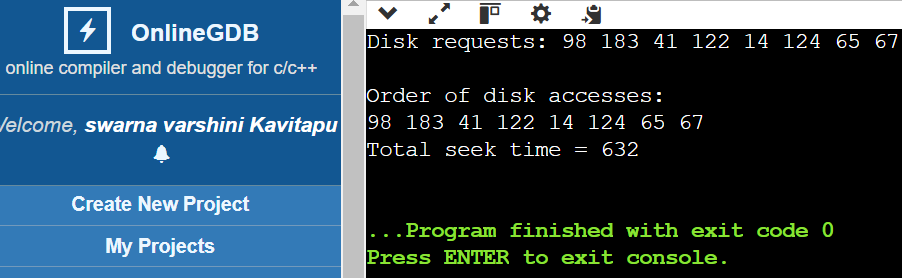 OnlineGDB
online compiler and debugger for c/c++
Welcome, swarna varshini Kavitapu
Create New Project
My Projects
Disk requests: 98 183 41 122 14 124 65 67
Order of disk accesses:
98 183 41 122 14 124 65 67
Total seek time = 632
...Program finished with exit code 0
Press ENTER to exit console.